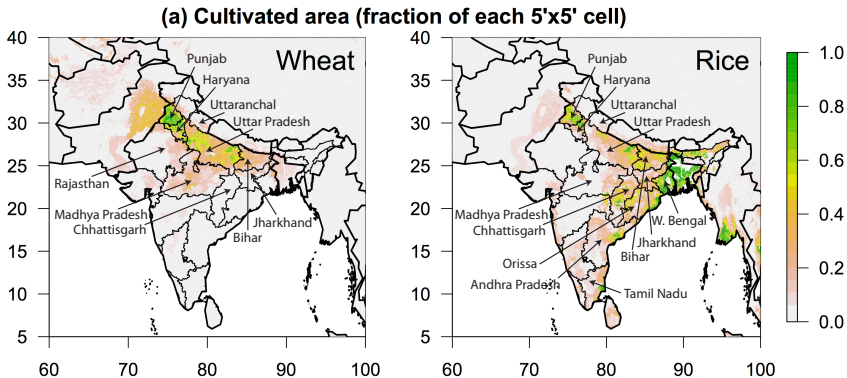 (a) Cultivated area (fraction of each 5'x5' cell)
Wheat
40
35
30
25
20
15
10
5
60
70
80
90
100
Punjab
Haryana
Uttaranchal
Uttar Pradesh
Rajasthan
Madhya Pradesh
Chhattisgarh
Jharkhand
Bihar
Rice
40
35
30
25
20
15
10
5
60
70
80
90
100
Punjab
Haryana
Uttaranchal
Uttar Pradesh
Madhya Pradesh
Chhattisgarh
W. Bengal
Jharkhand
Bihar
Orissa
Andhra Pradesh
Tamil Nadu
1.0
0.8
0.6
0.4
0.2
0.0